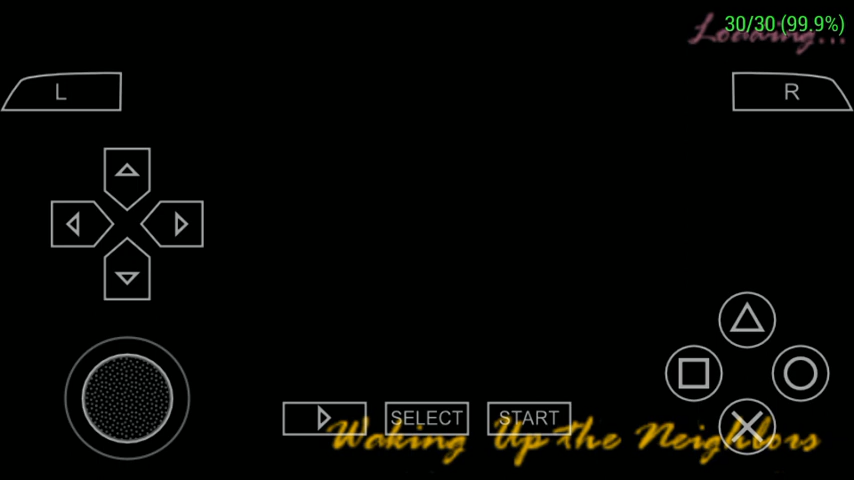 30/30 (99.9%)
Loading...
L
R
SELECT
START
Waking Up the Neighbors